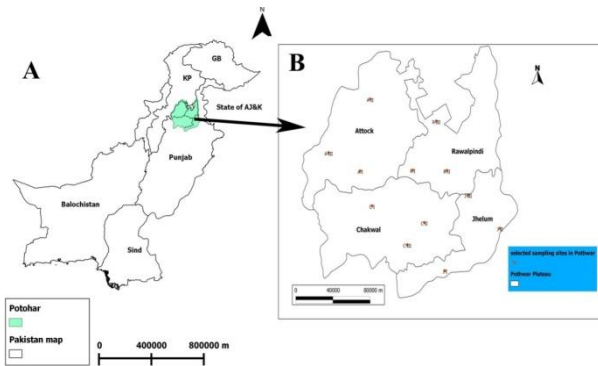 N
A
GB
KP
State of AJ&K
Punjab
Balochistan
Sind
Potohar
Pakistan map
0 400000 800000 m
B
N
Attock
Rawalpindi
Chakwal
Jhelum
selected sampling sites in Pothwar
Pothwar Plateau
0 40000 80000 m